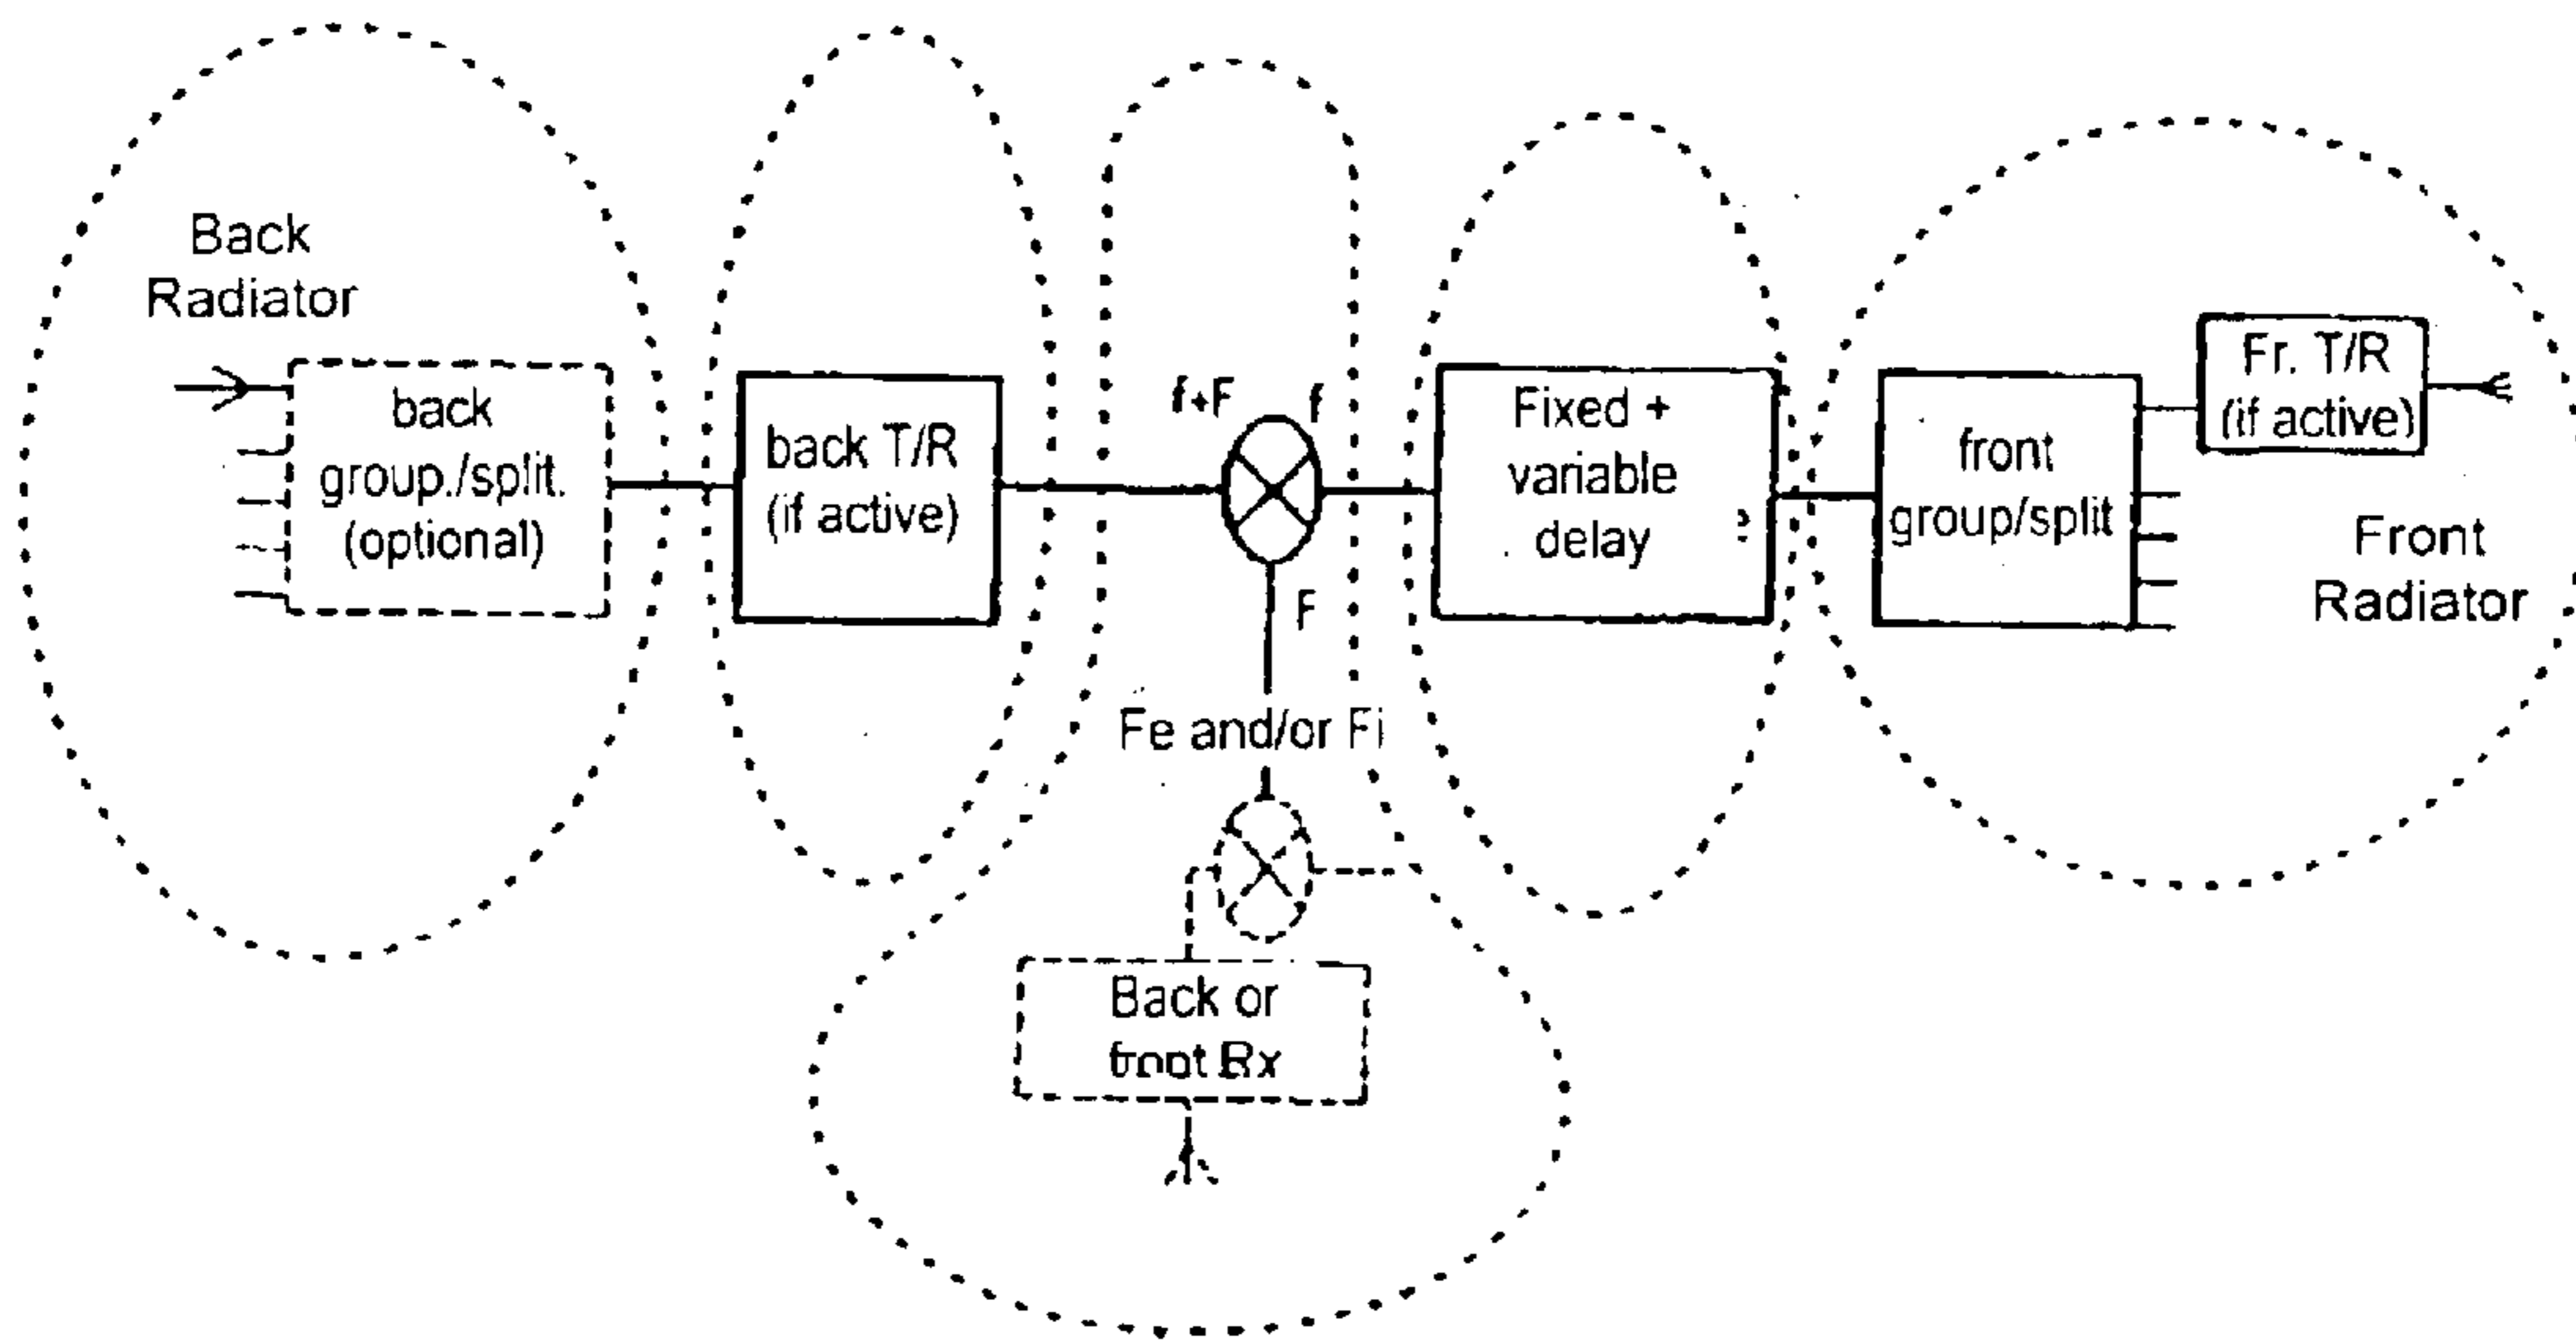 Back
Radiator
back
group./split.
(optional)
back T/R
(if active)
f+F
f
F
Fe and/or Fi
Back or
front Rx
Fixed +
variable
delay
front
group/split
Fr. T/R
(if active)
Front
Radiator